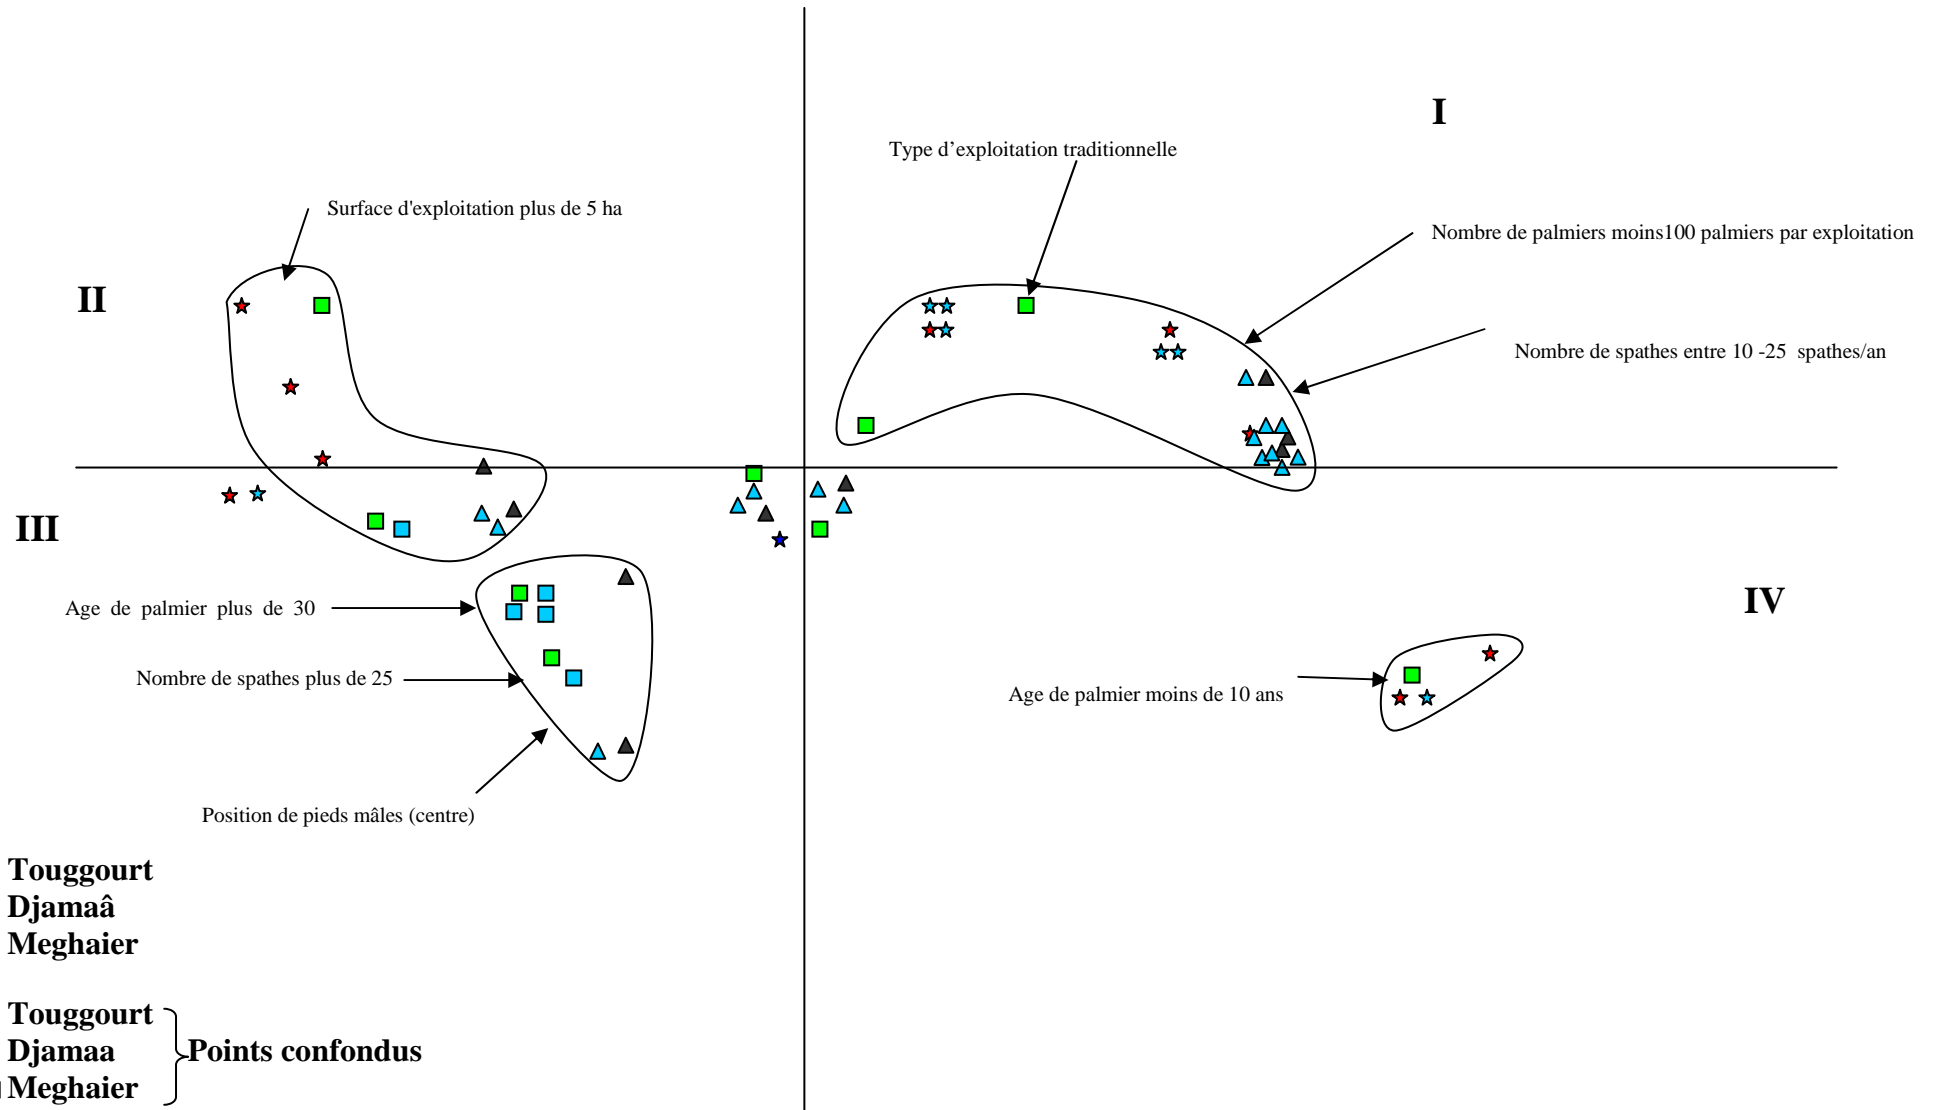 I
Type d’exploitation traditionnelle
Surface d'exploitation plus de 5 ha
Nombre de palmiers moins100 palmiers par exploitation
II
Nombre de spathes entre 10 -25 spathes/an
III
Age de palmier plus de 30
IV
Nombre de spathes plus de 25
Age de palmier moins de 10 ans
Position de pieds mâles (centre)
Touggourt
Djamaâ
Meghaier
Touggourt
Djamaa
Points confondus
Meghaier